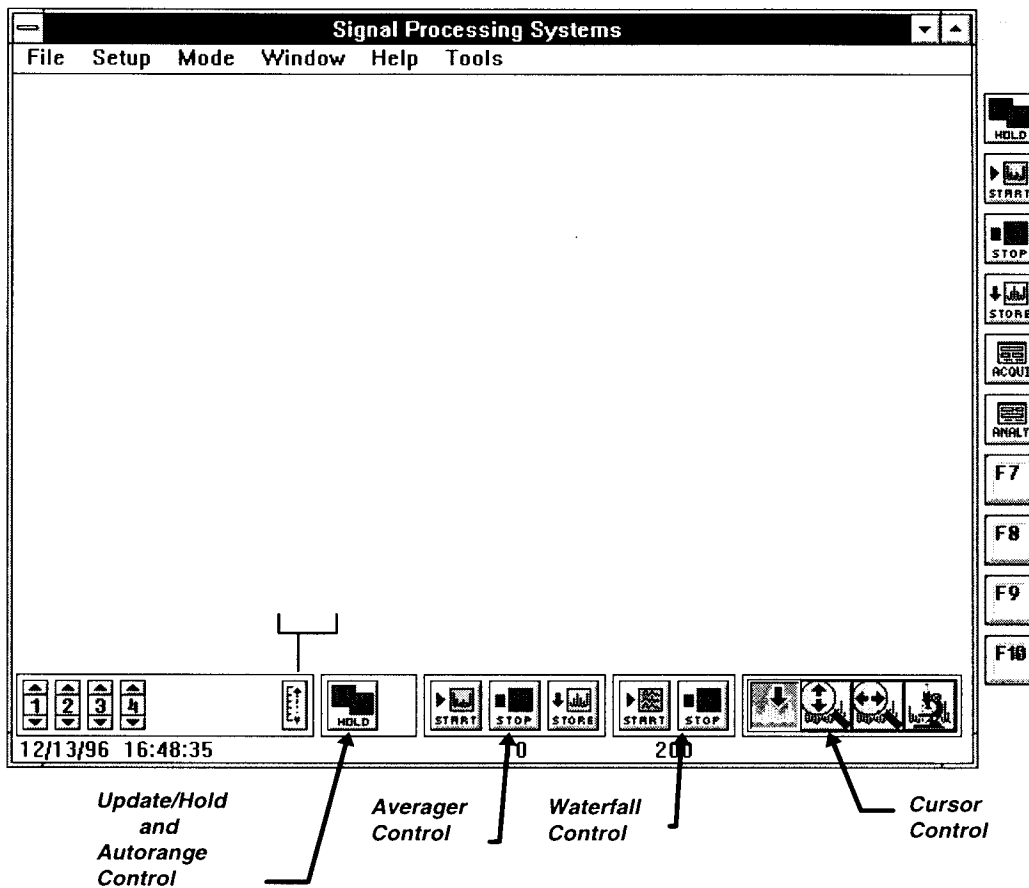 Signal Processing Systems
File Setup Mode Window Help Tools
HOLD
START
STOP
STORE
ACQUI
ANALY
F7
F8
F9
F10
1 2 3 4
HOLD
START STOP STORE
START STOP
12/13/96 16:48:35
0 200
Update/Hold
and
Autorange
Control
Averager
Control
Waterfall
Control
Cursor
Control